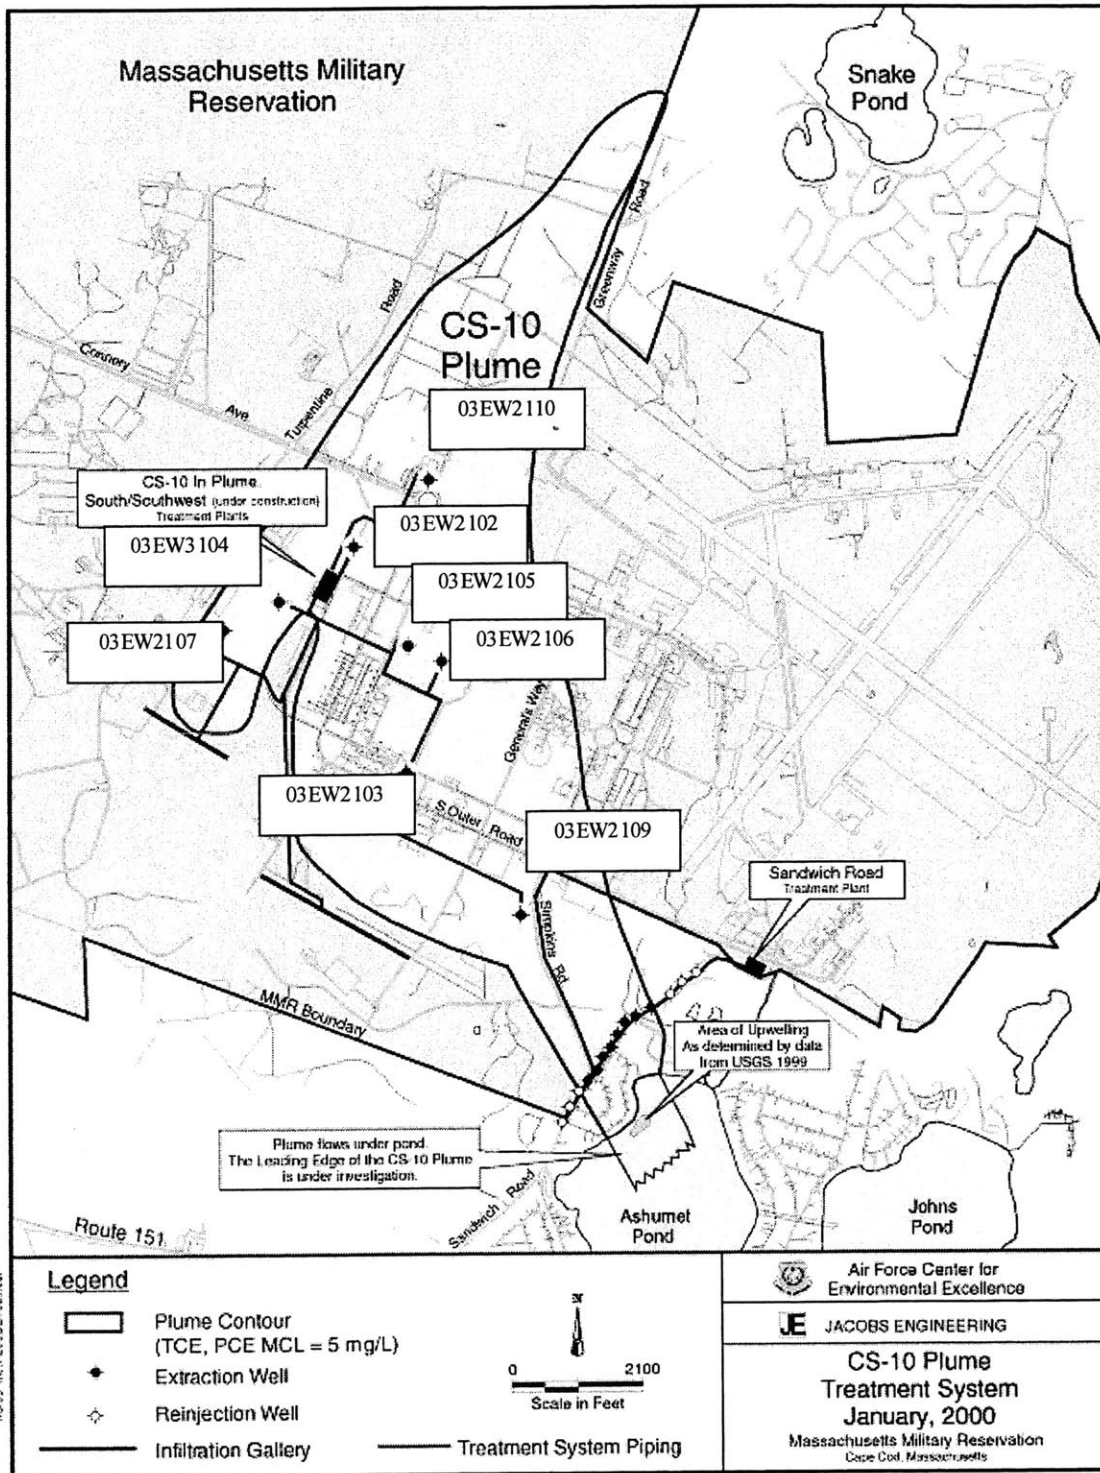 Massachusetts Military
Reservation
Snake
Pond
Road
Greenway
Road
CS-10
Plume
Connery
Ave
Turpentine
03EW2110
CS-10 In Plume
South/Southwest (under construction)
Treatment Plants
03EW2102
03EW3104
03EW2105
03EW2107
03EW2106
Generals Way
03EW2103
S.Outer Road
03EW2109
Sandwich Road
Treatment Plant
Simpkins
Rd
MMR Boundary
Area of Upwelling
As determined by data
from USGS 1999
Plume flows under pond.
The Leading Edge of the CS-10 Plume
is under investigation.
Sandwich Road
Ashumet
Pond
Johns
Pond
Route 151
Legend
Plume Contour
(TCE, PCE MCL = 5 mg/L)
Extraction Well
Reinjection Well
Infiltration Gallery
Treatment System Piping
0 2100
Scale in Feet
Air Force Center for
Environmental Excellence
JE JACOBS ENGINEERING
CS-10 Plume
Treatment System
January, 2000
Massachusetts Military Reservation
Cape Cod, Massachusetts